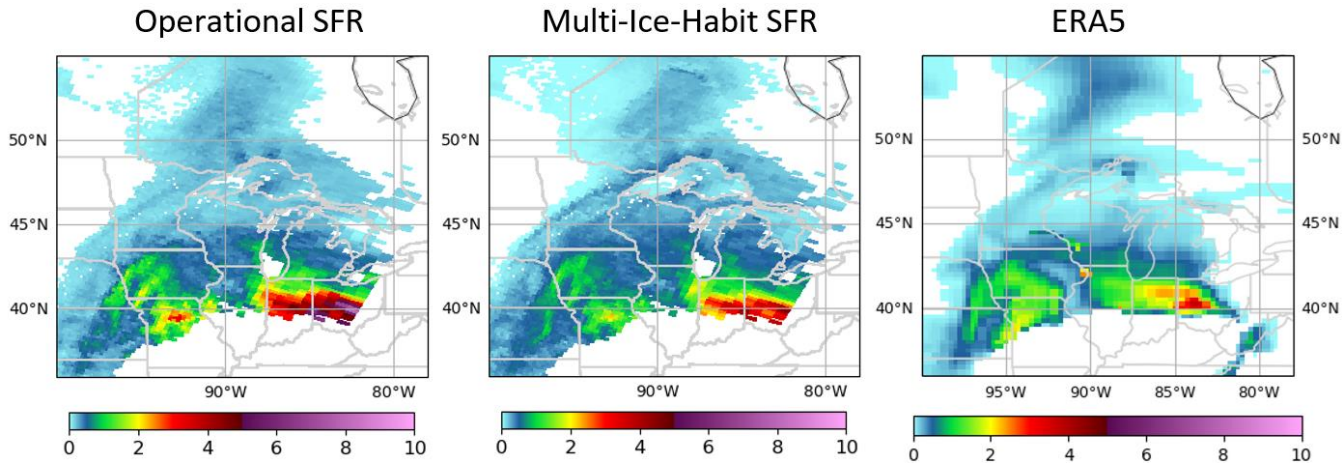 Operational SFR Multi-Ice-Habit SFR ERA5
50°N 50°N 50°N
45°N 45°N 45°N
40°N 40°N 40°N
90°W 80°W 90°W 80°W 95°W 90°W 85°W 80°W
0 2 4 6 8 10 0 2 4 6 8 10 0 2 4 6 8 10